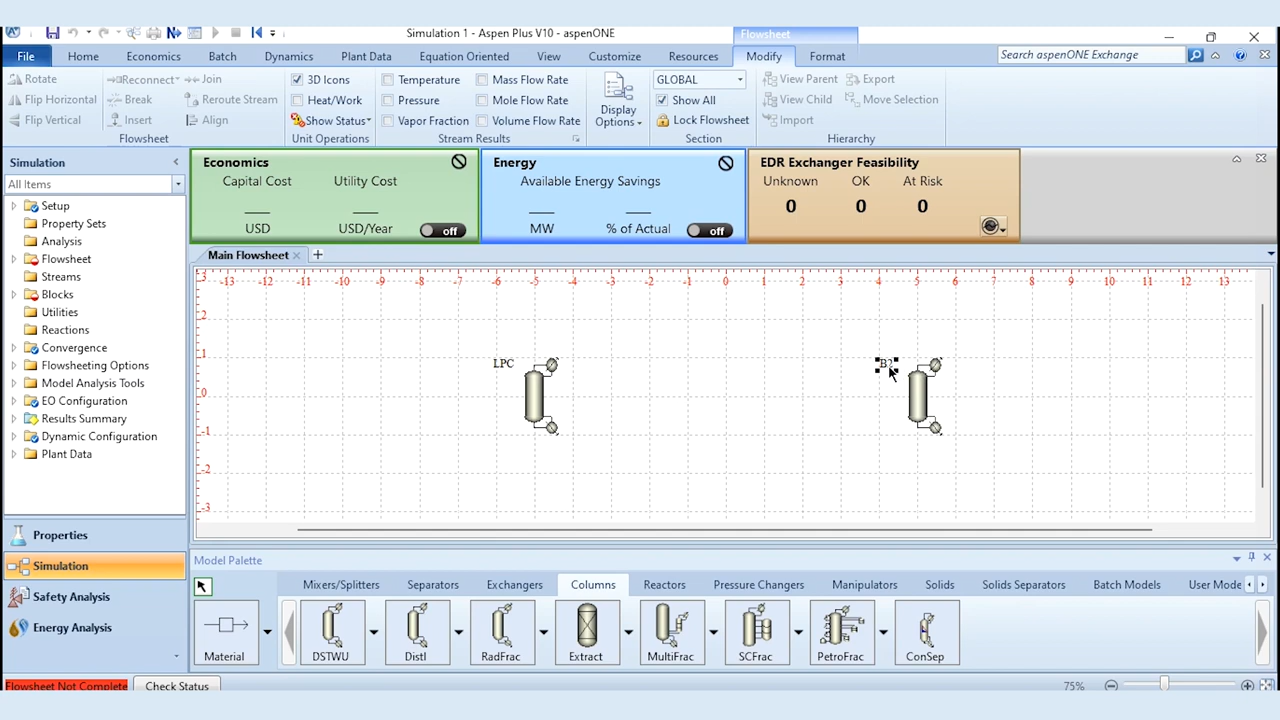 Simulation 1 - Aspen Plus V10 - aspenONE
Flowsheet
File Home Economics Batch Dynamics Plant Data Equation Oriented View Customize Resources Modify Format Search aspenONE Exchange
Rotate Reconnect Join 3D Icons Temperature Mass Flow Rate GLOBAL View Parent Export
Flip Horizontal Break Reroute Stream Heat/Work Pressure Mole Flow Rate Show All View Child Move Selection
Flip Vertical Insert Align Show Status Vapor Fraction Volume Flow Rate Display Options Lock Flowsheet Import
Flowsheet Unit Operations Stream Results Section Hierarchy
Simulation
All Items
Setup
Property Sets
Analysis
Flowsheet
Streams
Blocks
Utilities
Reactions
Convergence
Flowsheeting Options
Model Analysis Tools
EO Configuration
Results Summary
Dynamic Configuration
Plant Data
Properties
Simulation
Safety Analysis
Energy Analysis
Economics
Capital Cost Utility Cost
USD USD/Year off
Energy
Available Energy Savings
MW % of Actual off
EDR Exchanger Feasibility
Unknown OK At Risk
0 0 0
Main Flowsheet
-13 -11 -10 -9 -8 -7 -6 -5 -4 -3 -2 -1 0 1 2 3 4 5 6 7 8 9 10 11 12 13
3
2
1
0
-1
-2
-3
LPC
Model Palette
Mixers/Splitters Separators Exchangers Columns Reactors Pressure Changers Manipulators Solids Solids Separators Batch Models User Mode
Material DSTWU Distl RadFrac Extract MultiFrac SCFrac PetroFrac ConSep
Flowsheet Not Complete Check Status 75%